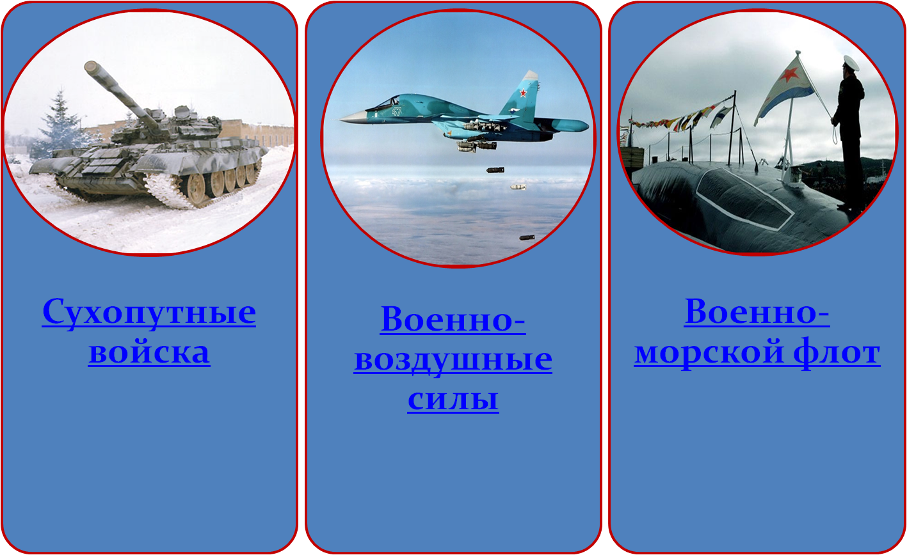 Сухопутные
войска
Военно-
воздушные
силы
Военно-
морской флот